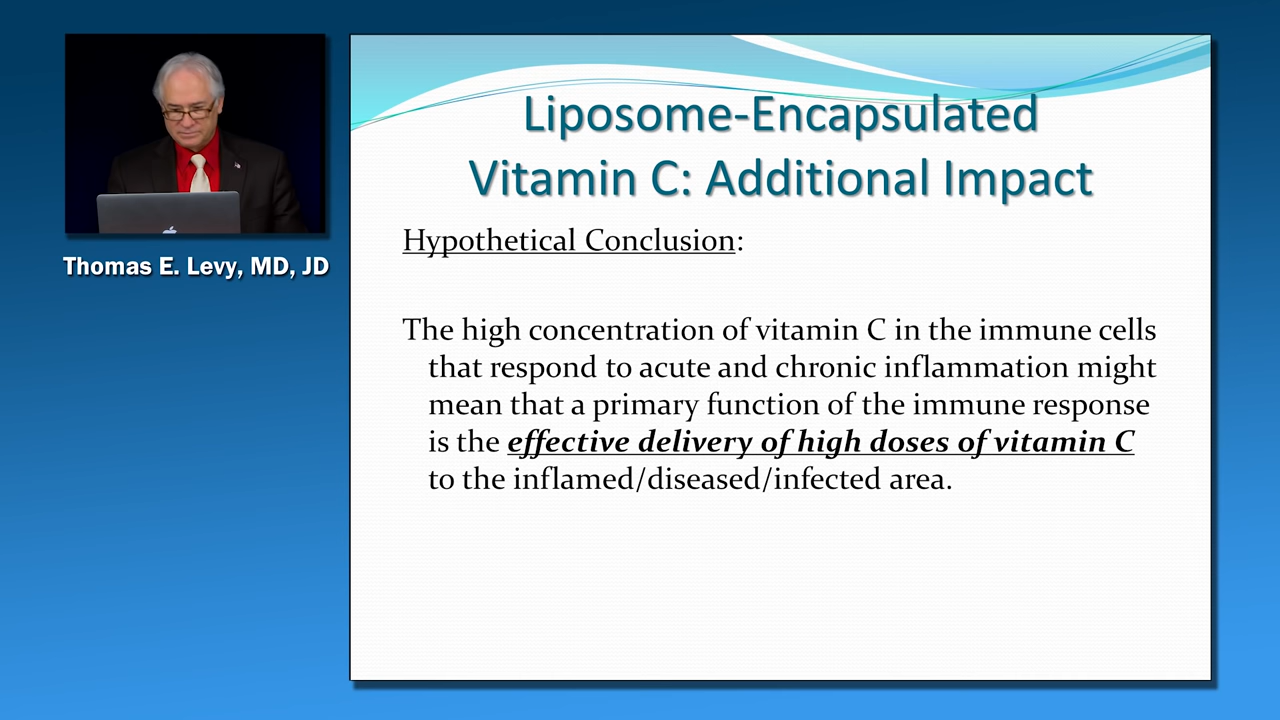 Liposome-Encapsulated
Vitamin C: Additional Impact
Thomas E. Levy, MD, JD
Hypothetical Conclusion:
The high concentration of vitamin C in the immune cells
that respond to acute and chronic inflammation might
mean that a primary function of the immune response
is the effective delivery of high doses of vitamin C
to the inflamed/diseased/infected area.